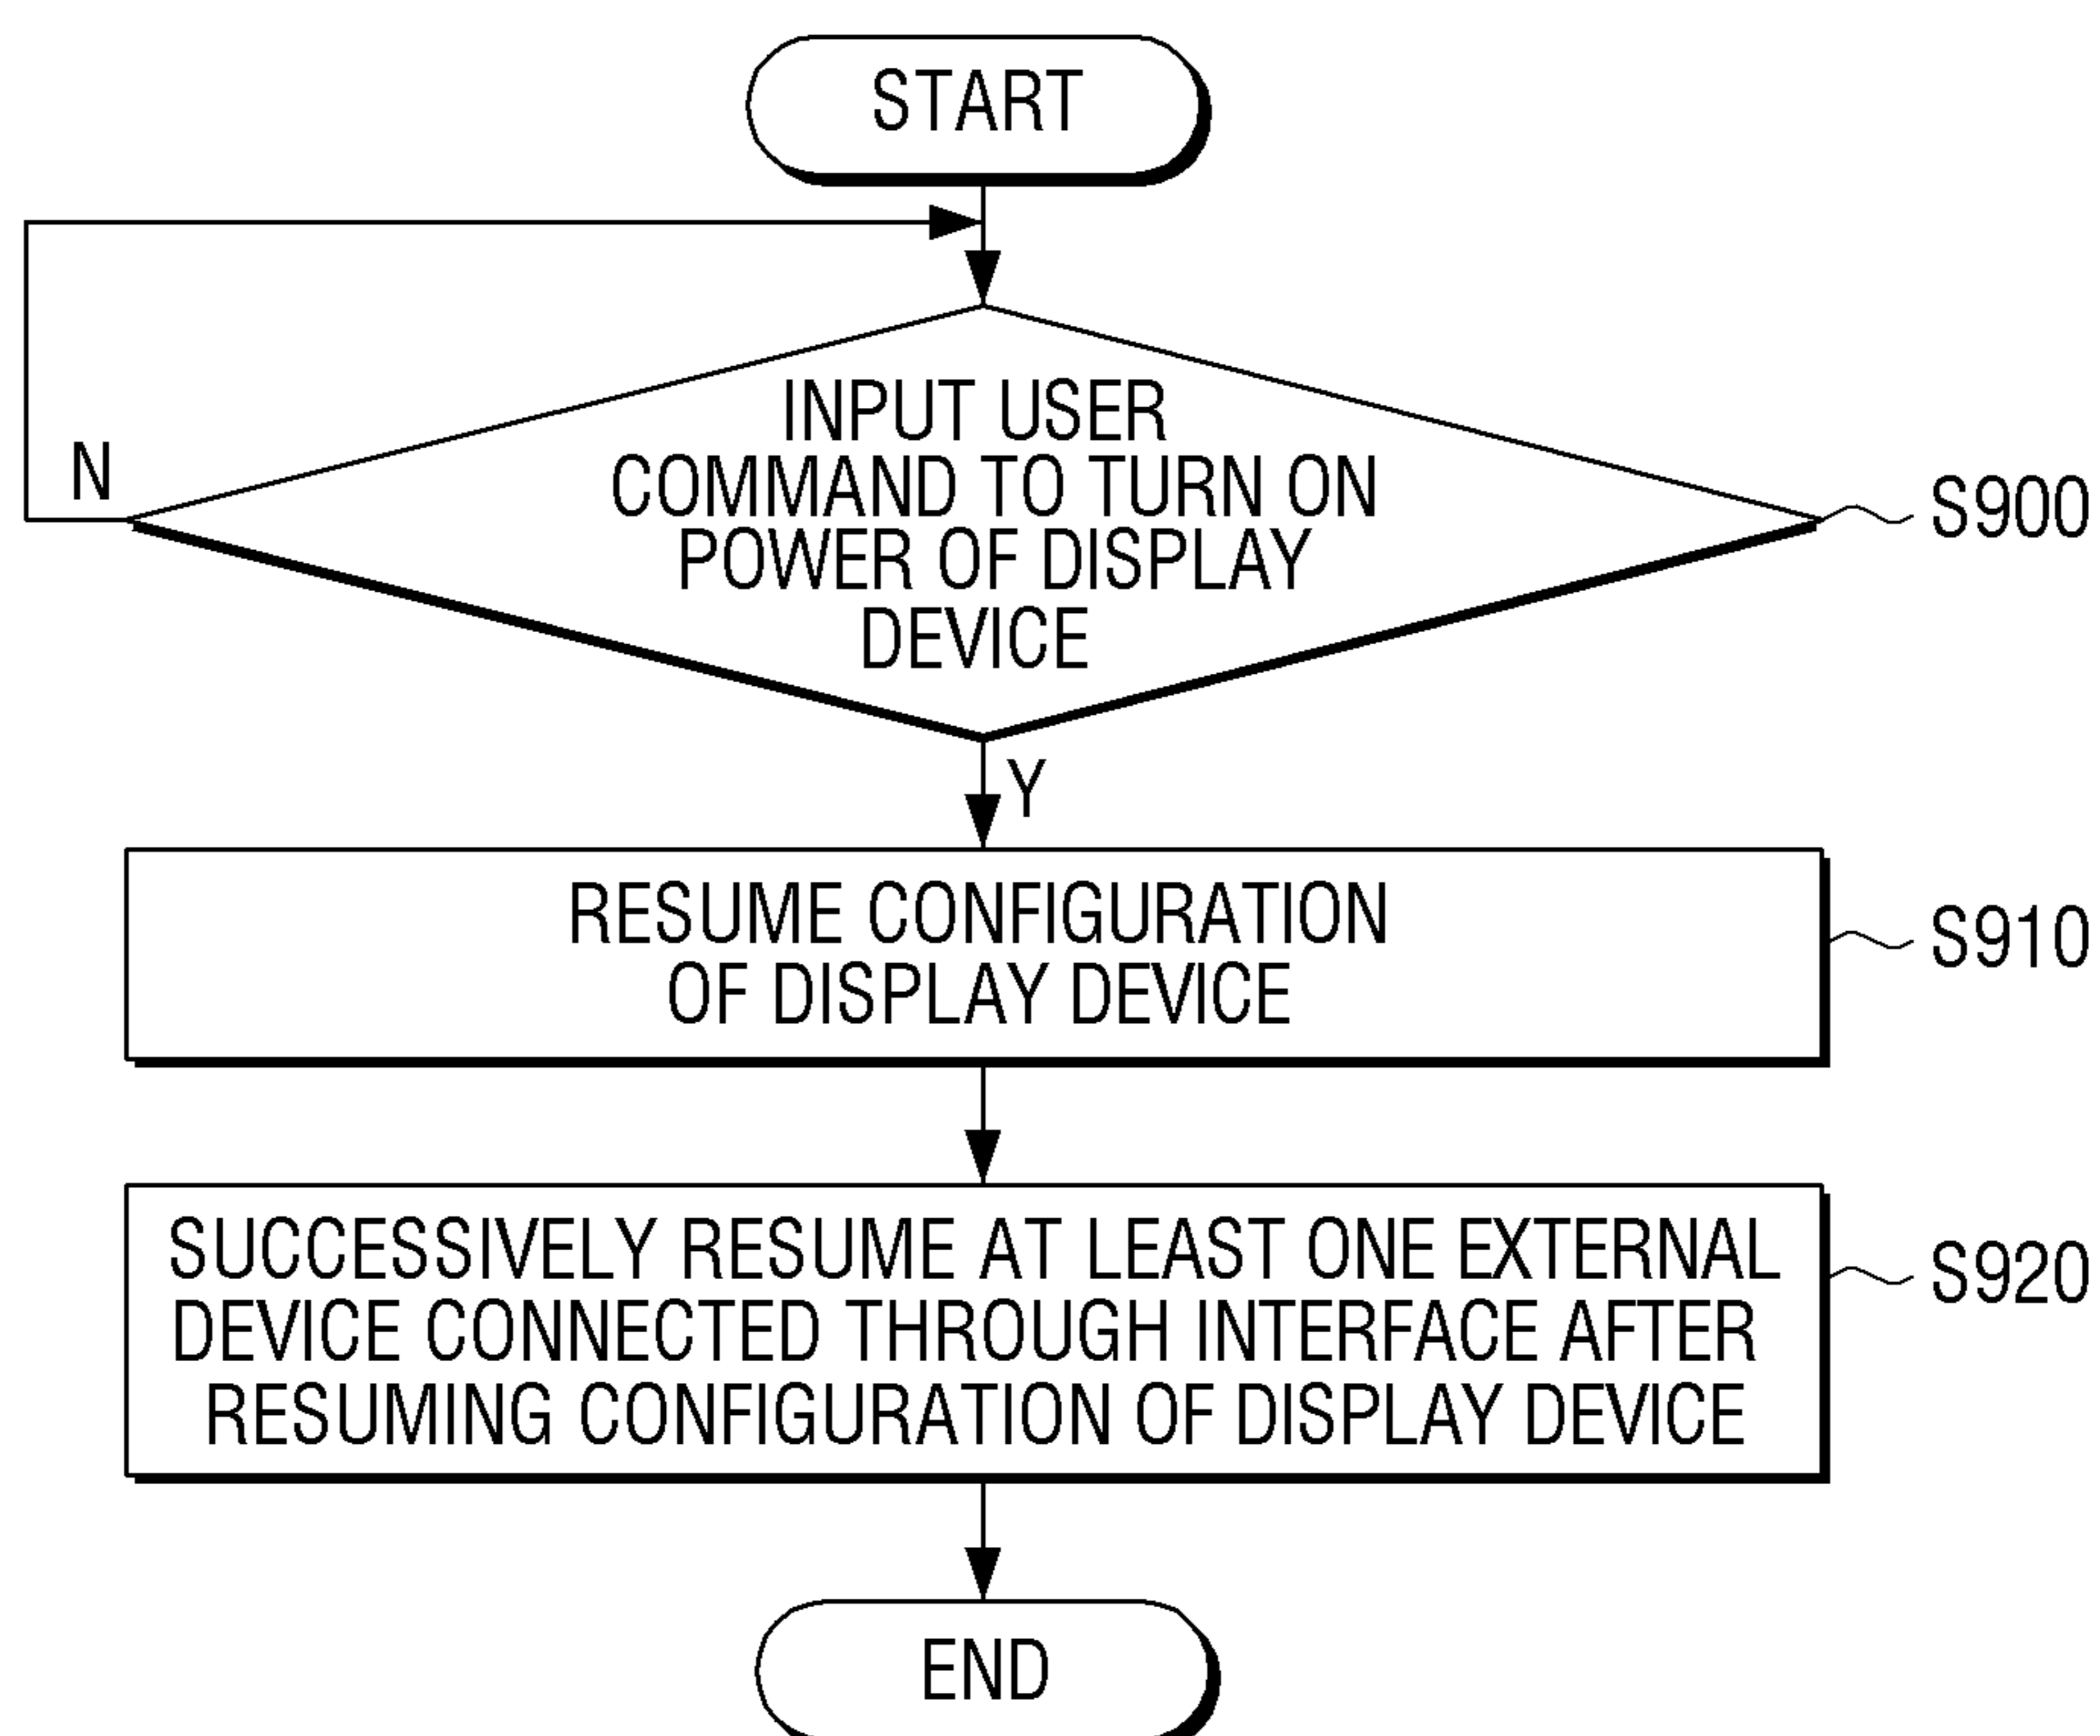 START
INPUT USER
COMMAND TO TURN ON
POWER OF DISPLAY
DEVICE
N
S900
Y
RESUME CONFIGURATION
OF DISPLAY DEVICE
S910
SUCCESSIVELY RESUME AT LEAST ONE EXTERNAL
DEVICE CONNECTED THROUGH INTERFACE AFTER
RESUMING CONFIGURATION OF DISPLAY DEVICE
S920
END